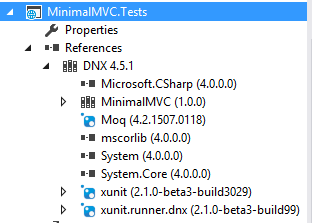 MinimalMVC.Tests
Properties
References
DNX 4.5.1
Microsoft.CSharp (4.0.0.0)
MinimalMVC (1.0.0)
Moq (4.2.1507.0118)
mscorlib (4.0.0.0)
System (4.0.0.0)
System.Core (4.0.0.0)
xunit (2.1.0-beta3-build3029)
xunit.runner.dnx (2.1.0-beta3-build99)